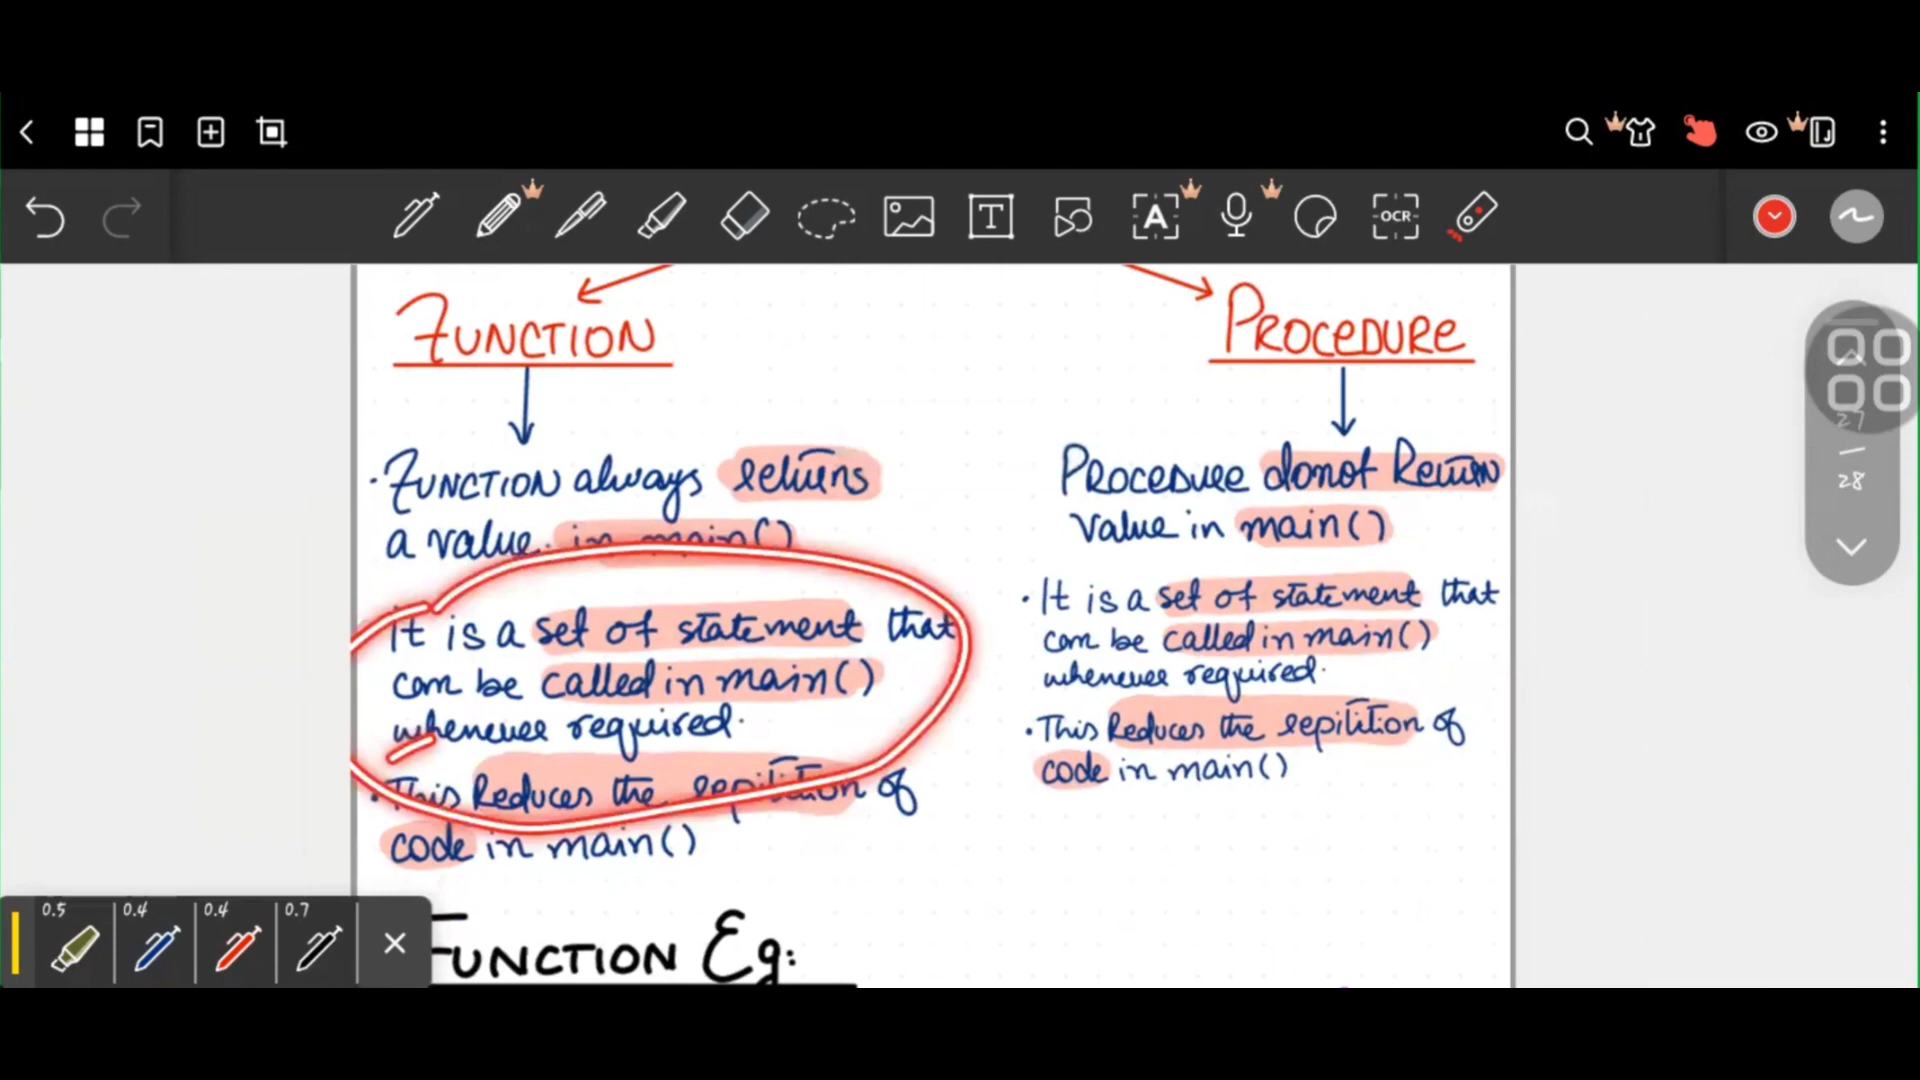 A
T
OCR
FUNCTION
PROCEDURE
27
28
• FUNCTION always returns
a value. in main()
It is a set of statement that
can be called in main()
whenever required.
• This Reduces the repitition of
code in main()
Procedure donot Return
Value in main()
• It is a set of statement that
can be called in main()
whenever required.
• This Reduces the repitition of
code in main()
0.5
0.4
0.4
0.7
FUNCTION Eg: